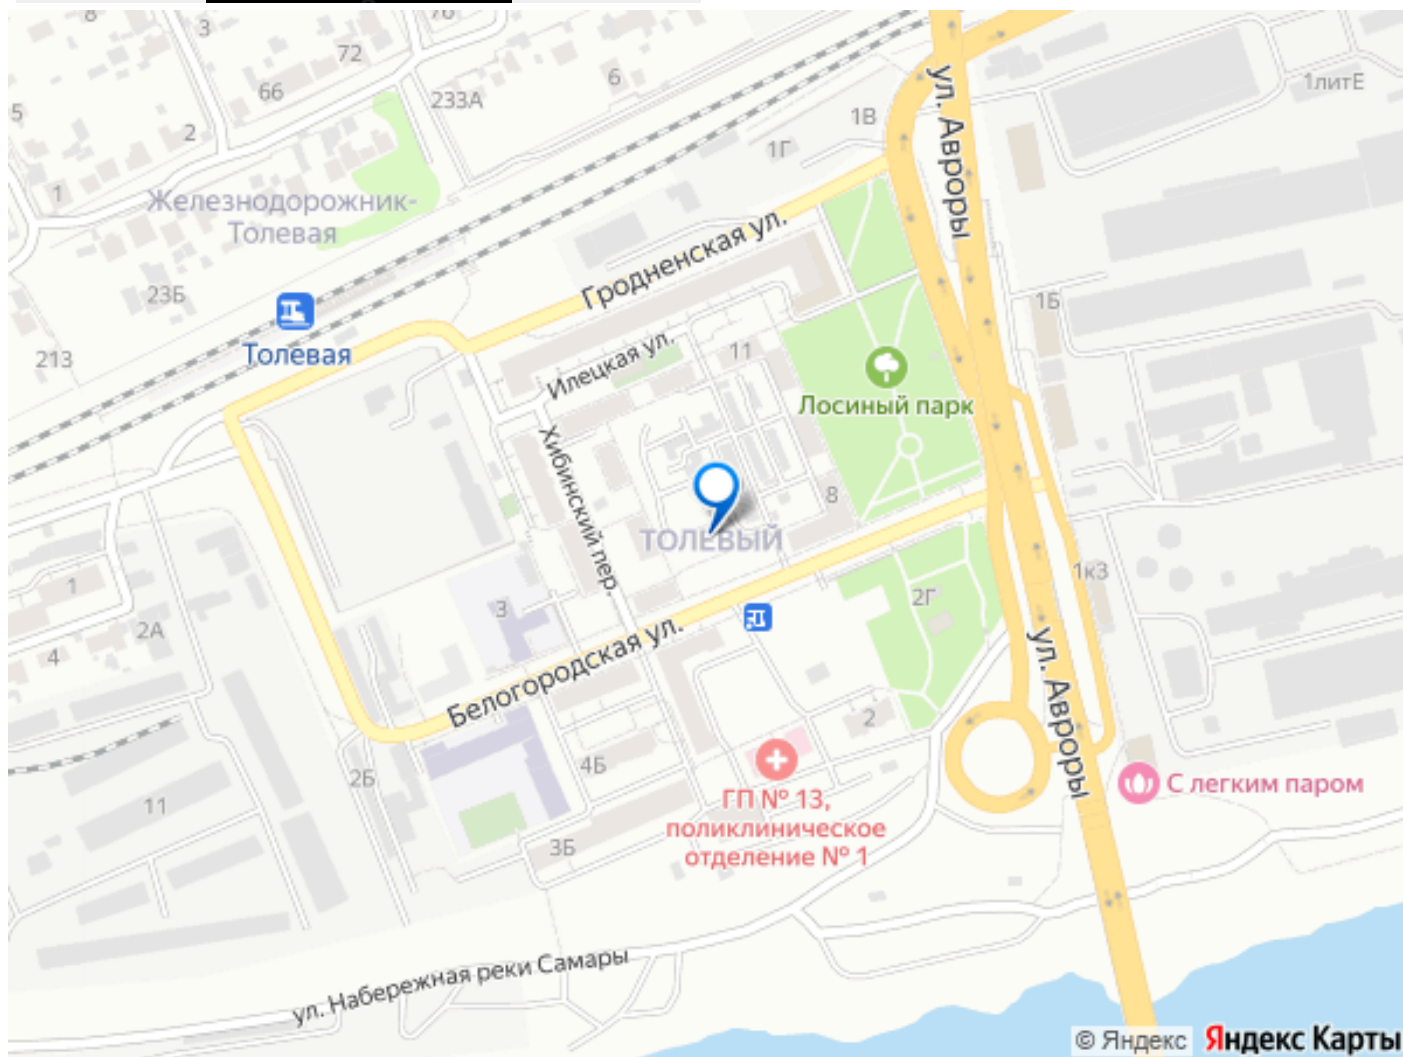 8
3
70
72
66
233А
6
5
2
1В
1Г
ул. Авроры
1литЕ
1
Железнодорожник-
Толевая
Гродненская ул.
23Б
1Б
213
Толевая
Илецкая ул.
11
Лосиный парк
Хибинский пер.
8
ТОЛЕВЫЙ
1
2А
4
3
2Г
1к3
Белогородская ул.
ул. Авроры
2
4Б
2Б
11
3Б
ГП № 13,
поликлиническое
отделение № 1
С легким паром
ул. Набережная реки Самары
© Яндекс Яндекс Карты